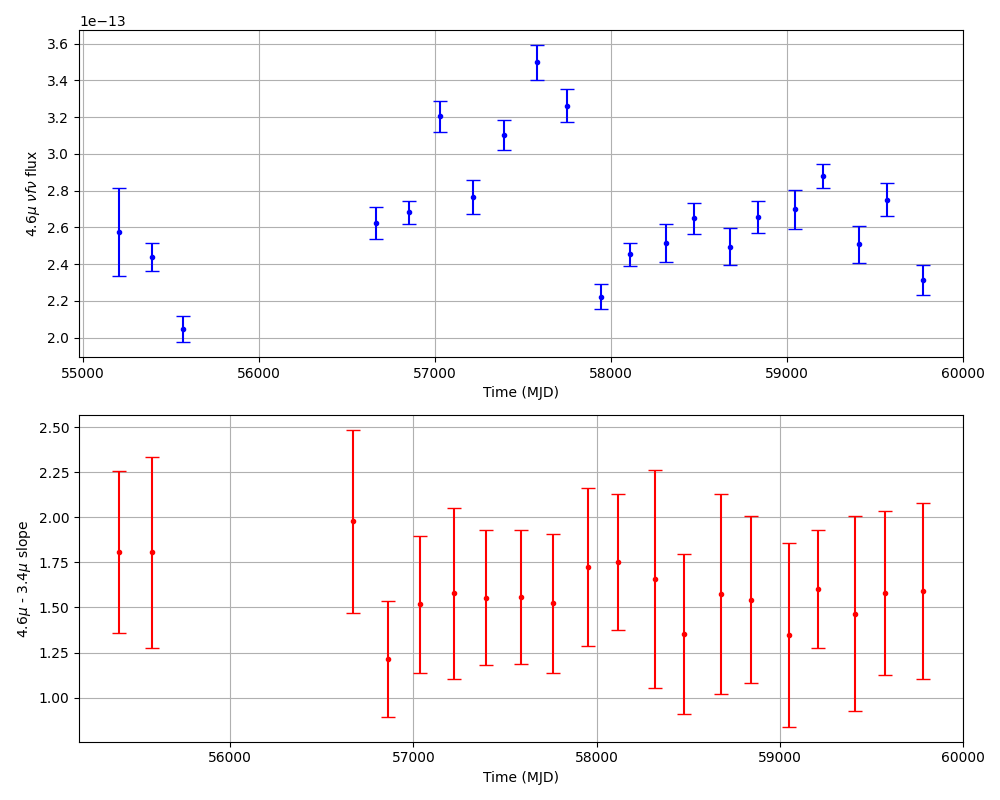 1e−13
3.6
3.4
3.2
3.0
2.8
2.6
2.4
2.2
2.0
4.6μ νfν flux
55000 56000 57000 58000 59000 60000
Time (MJD)
2.50
2.25
2.00
1.75
1.50
1.25
1.00
4.6μ - 3.4μ slope
56000 57000 58000 59000 60000
Time (MJD)